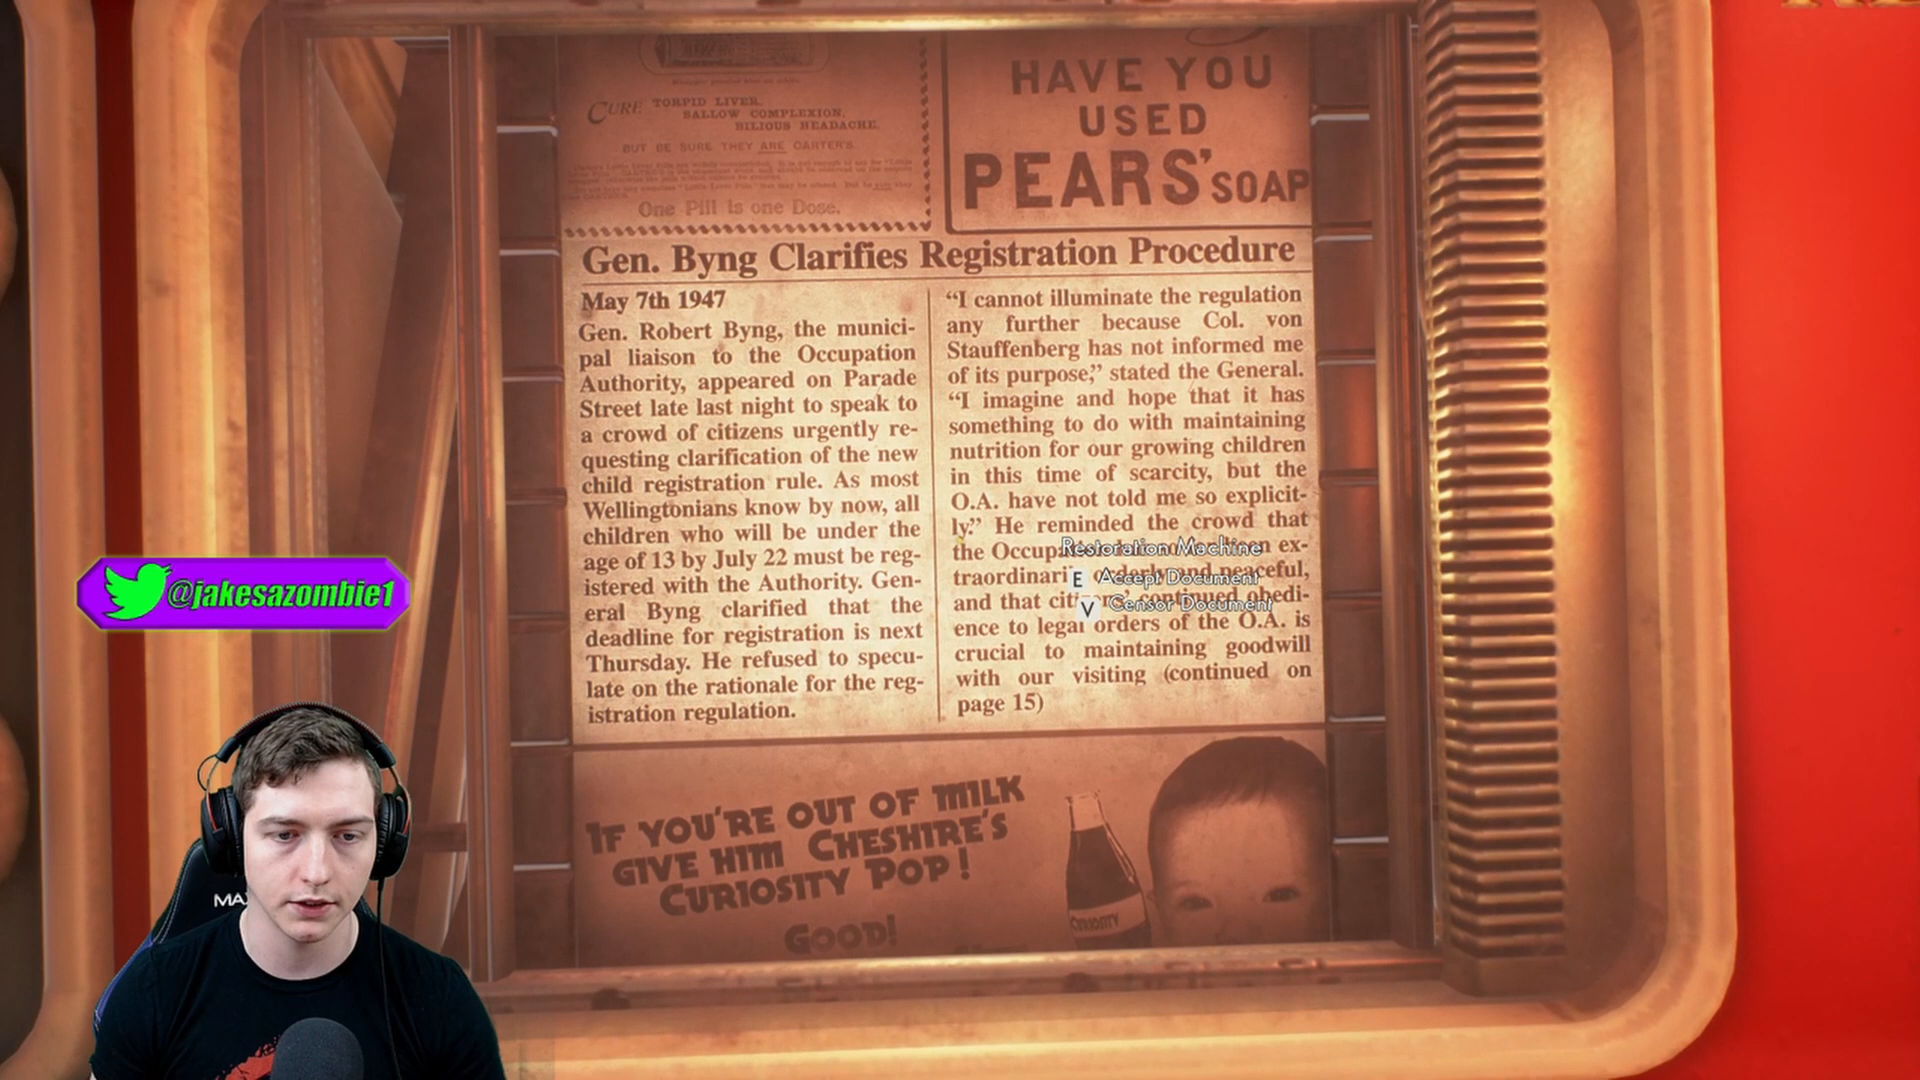 CURE TORPID LIVER,
SALLOW COMPLEXION,
BILIOUS HEADACHE.
BUT BE SURE THEY ARE CARTER'S.
One Pill Is one Dose.
HAVE YOU
USED
PEARS' SOAP
Gen. Byng Clarifies Registration Procedure
May 7th 1947
Gen. Robert Byng, the munici-
pal liaison to the Occupation
Authority, appeared on Parade
Street late last night to speak to
a crowd of citizens urgently re-
questing clarification of the new
child registration rule. As most
Wellingtonians know by now, all
children who will be under the
age of 13 by July 22 must be reg-
istered with the Authority. Gen-
eral Byng clarified that the
deadline for registration is next
Thursday. He refused to specu-
late on the rationale for the reg-
istration regulation.
“I cannot illuminate the regulation
any further because Col. von
Stauffenberg has not informed me
of its purpose,” stated the General.
“I imagine and hope that it has
something to do with maintaining
nutrition for our growing children
in this time of scarcity, but the
O.A. have not told me so explicit-
ly.” He reminded the crowd that
the ex-
orderly and peaceful,
and that continued obedi-
ence to legal orders of the O.A. is
crucial to maintaining goodwill
with our visiting (continued on
page 15)
Restoration Machine
E Accept Document
V Censor Document
IF YOU'RE OUT OF MILK
GIVE HIM CHESHIRE'S
CURIOSITY POP!
GOOD!
CURIOSITY
@jakesazombie1
MAX